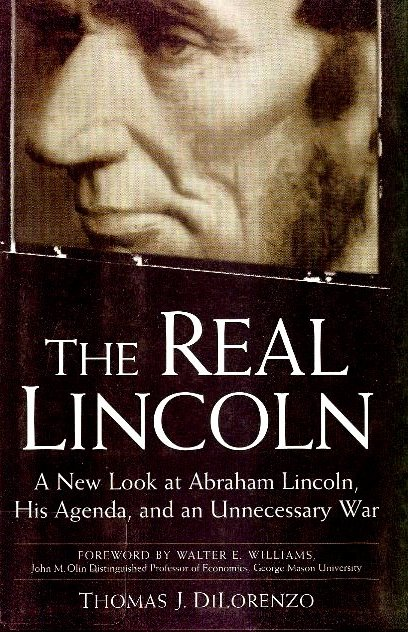 THE REAL
LINCOLN
A New Look at Abraham Lincoln,
His Agenda, and an Unnecessary War
FOREWORD BY WALTER E. WILLIAMS,
John M. Olin Distinguished Professor of Economics, George Mason University
THOMAS J. DILORENZO